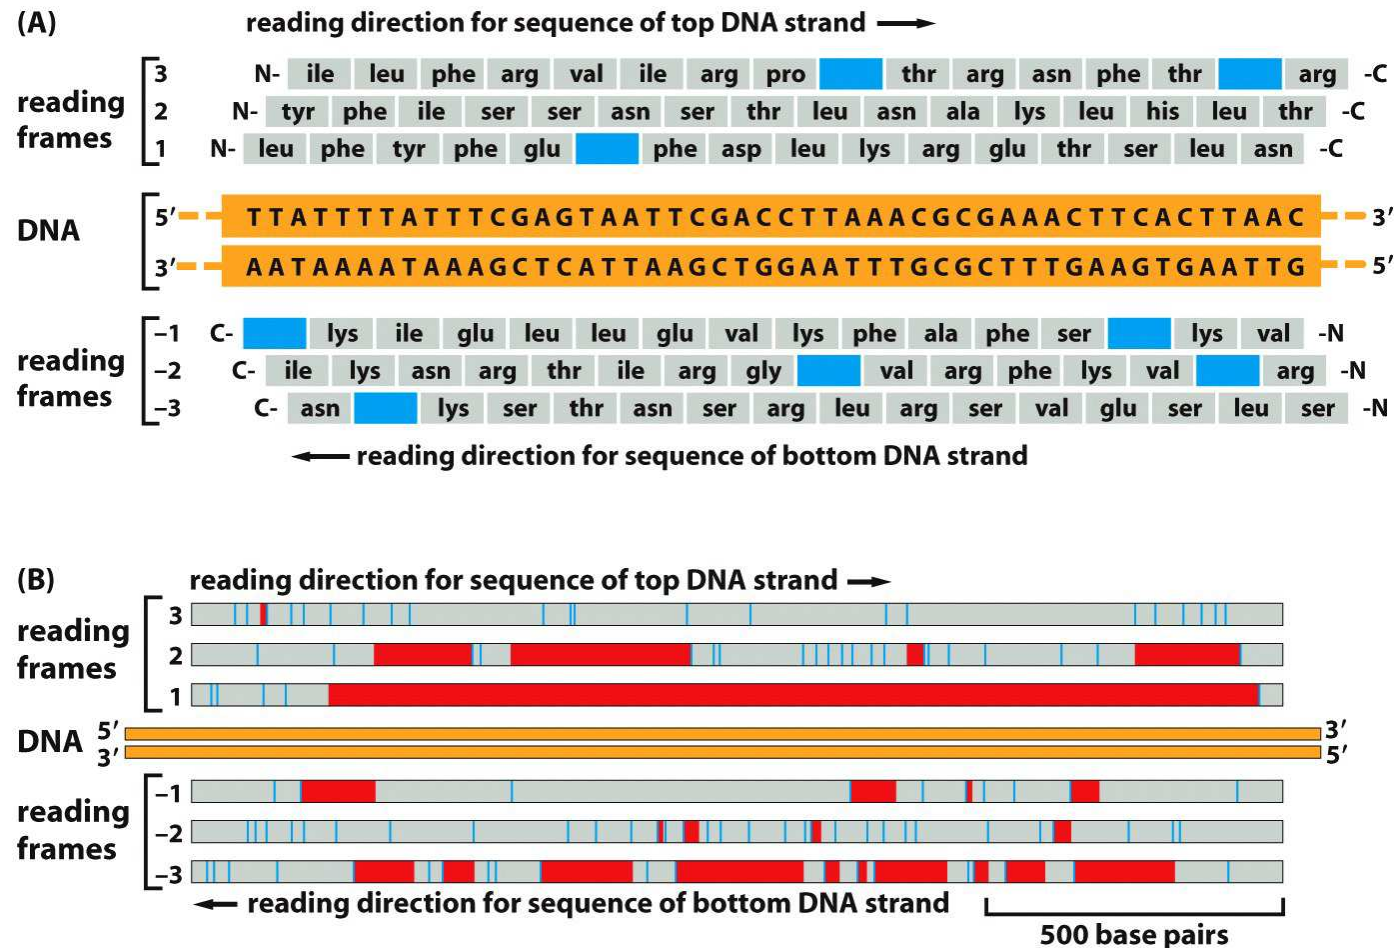 (A)
reading direction for sequence of top DNA strand
reading frames
3 N- ile leu phe arg val ile arg pro thr arg asn phe thr arg -C
2 N- tyr phe ile ser ser asn ser thr leu asn ala lys leu his leu thr -C
1 N- leu phe tyr phe glu phe asp leu lys arg glu thr ser leu asn -C
DNA
5′ TTATTTTATTTCGAGTAATTCGACCTTAAACGCGAAACTTCACTTAAC 3′
3′ AATAAAATAAAGCTCATTAAGCTGGAATTTGCGCTTTGAAGTGAATTG 5′
reading frames
–1 C- lys ile glu leu leu glu val lys phe ala phe ser lys val -N
–2 C- ile lys asn arg thr ile arg gly val arg phe lys val arg -N
–3 C- asn lys ser thr asn ser arg leu arg ser val glu ser leu ser -N
reading direction for sequence of bottom DNA strand
(B)
reading direction for sequence of top DNA strand
reading frames
3
2
1
DNA
5′ 3′
3′ 5′
reading frames
–1
–2
–3
reading direction for sequence of bottom DNA strand
500 base pairs